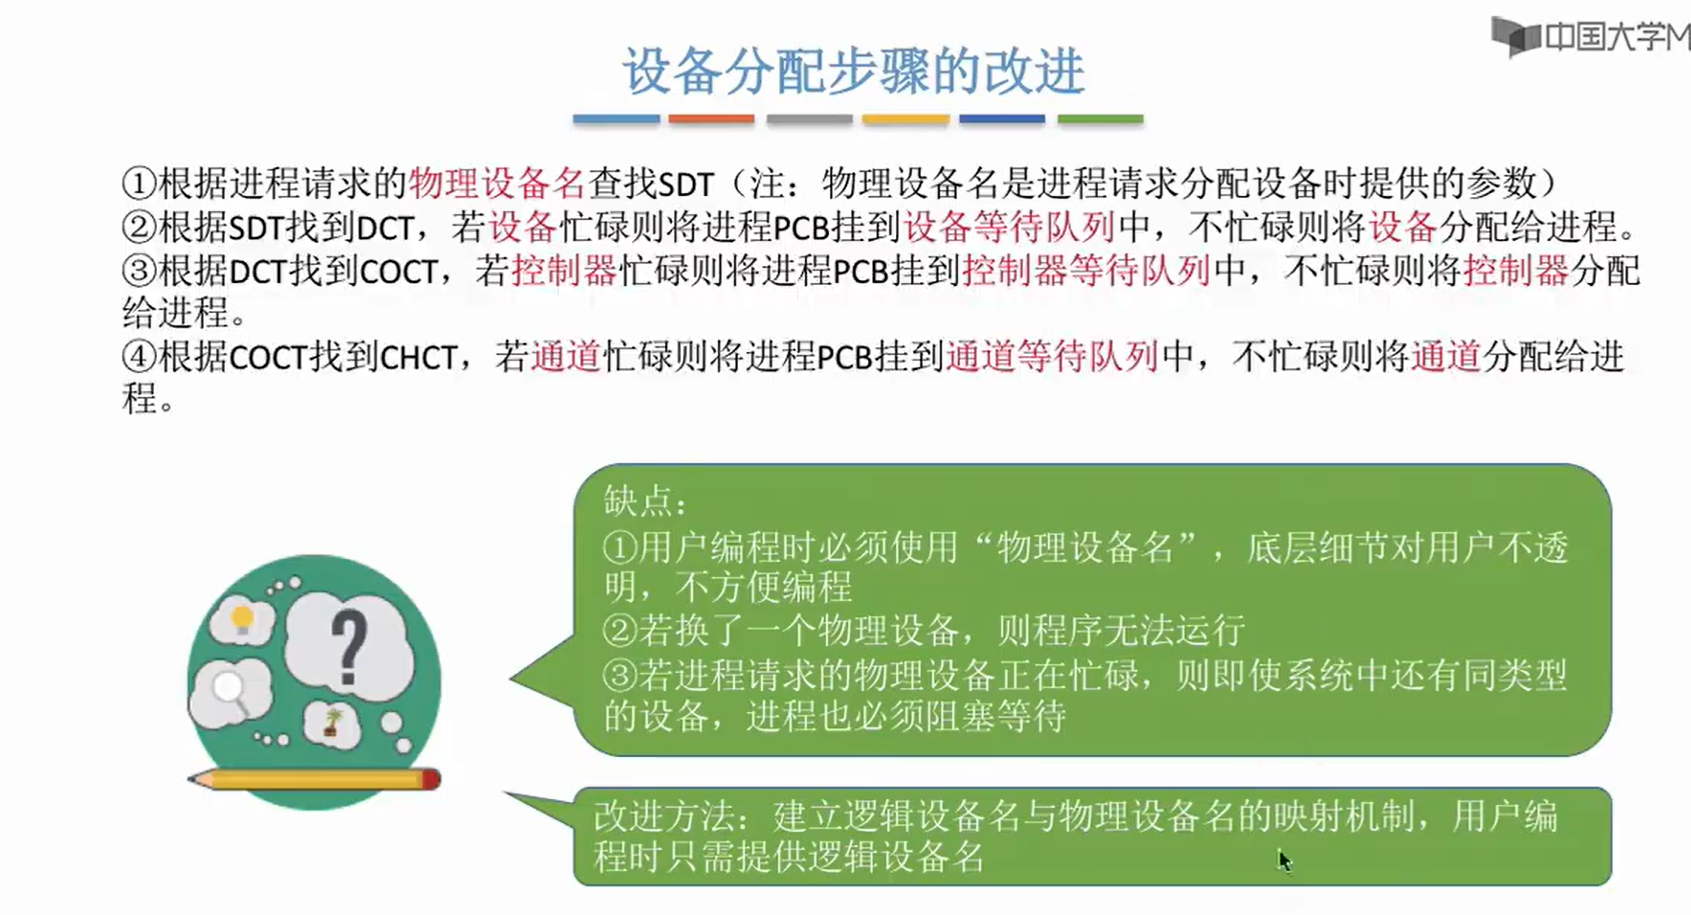 中国大学M
设备分配步骤的改进
①根据进程请求的物理设备名查找SDT（注：物理设备名是进程请求分配设备时提供的参数）
②根据SDT找到DCT，若设备忙碌则将进程PCB挂到设备等待队列中，不忙碌则将设备分配给进程。
③根据DCT找到COCT，若控制器忙碌则将进程PCB挂到控制器等待队列中，不忙碌则将控制器分配
给进程。
④根据COCT找到CHCT，若通道忙碌则将进程PCB挂到通道等待队列中，不忙碌则将通道分配给进
程。
缺点：
①用户编程时必须使用“物理设备名”，底层细节对用户不透
明，不方便编程
②若换了一个物理设备，则程序无法运行
③若进程请求的物理设备正在忙碌，则即使系统中还有同类型
的设备，进程也必须阻塞等待
?
改进方法：建立逻辑设备名与物理设备名的映射机制，用户编
程时只需提供逻辑设备名